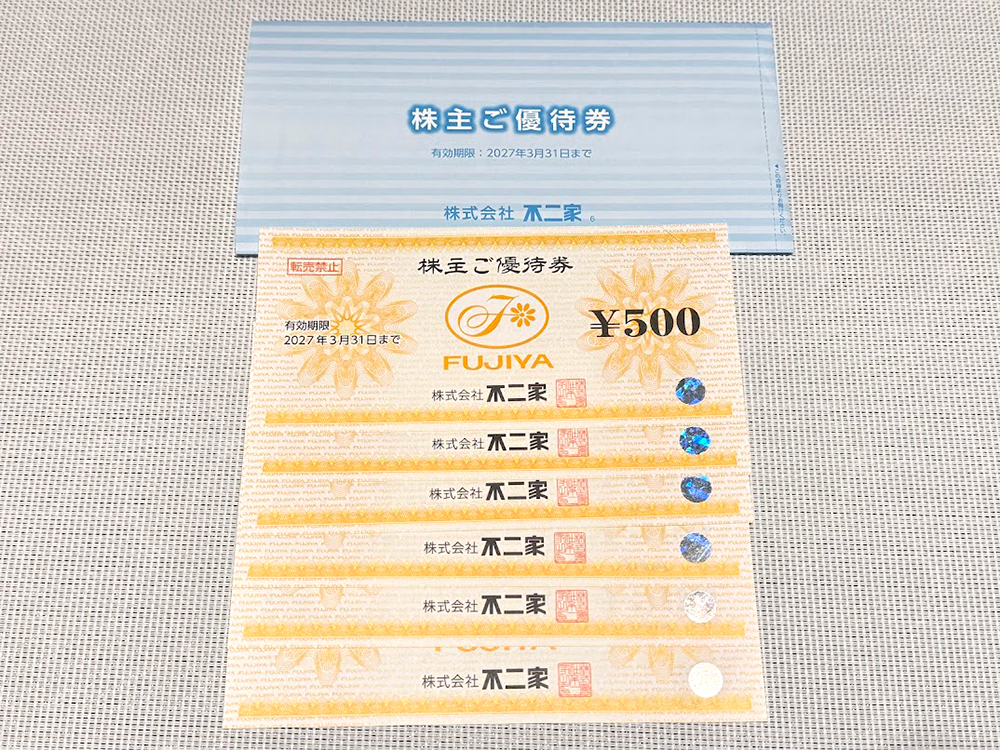 株主ご優待券
有効期限：2027年3月31日まで
株式会社 不二家 6
転売禁止
株主ご優待券
有効期限
2027年3月31日まで
¥500
FUJIYA
株式会社 不二家
株式会社 不二家
株式会社 不二家
株式会社 不二家
株式会社 不二家
株式会社 不二家